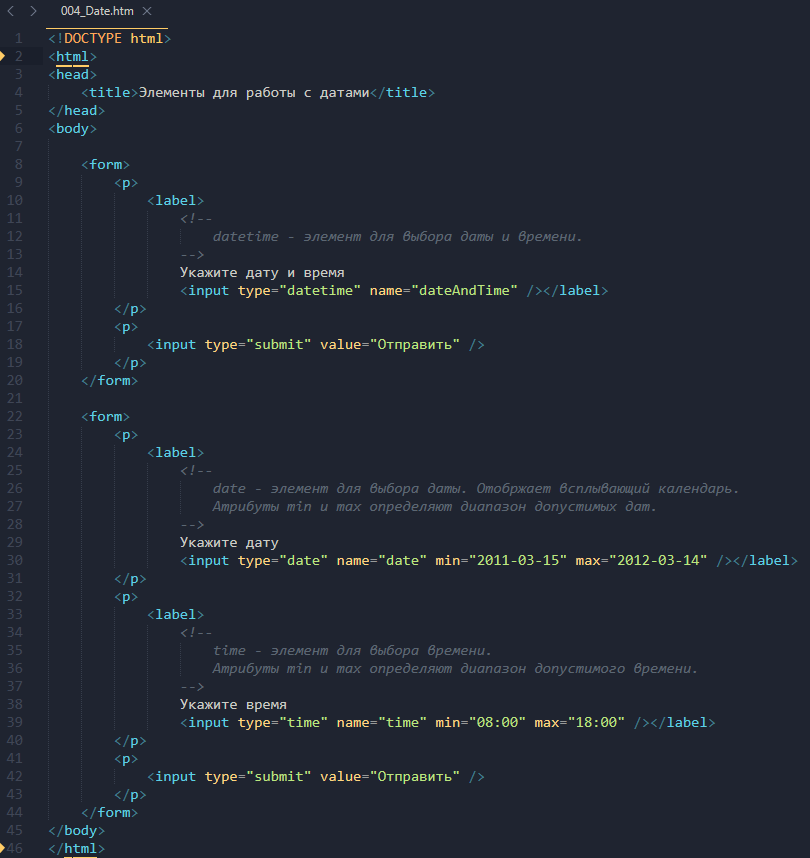 004_Date.htm
1 <!DOCTYPE html>
2 <html>
3 <head>
4     <title>Элементы для работы с датами</title>
5 </head>
6 <body>
7
8     <form>
9         <p>
10             <label>
11                 <!--
12                     datetime - элемент для выбора даты и времени.
13                 -->
14                 Укажите дату и время
15                 <input type="datetime" name="dateAndTime" /></label>
16         </p>
17         <p>
18             <input type="submit" value="Отправить" />
19         </p>
20     </form>
21
22     <form>
23         <p>
24             <label>
25                 <!--
26                     date - элемент для выбора даты. Отобржает всплывающий календарь.
27                     Атрибуты min и max определяют диапазон допустимых дат.
28                 -->
29                 Укажите дату
30                 <input type="date" name="date" min="2011-03-15" max="2012-03-14" /></label>
31         </p>
32         <p>
33             <label>
34                 <!--
35                     time - элемент для выбора времени.
36                     Атрибуты min и max определяют диапазон допустимого времени.
37                 -->
38                 Укажите время
39                 <input type="time" name="time" min="08:00" max="18:00" /></label>
40         </p>
41         <p>
42             <input type="submit" value="Отправить" />
43         </p>
44     </form>
45 </body>
46 </html>